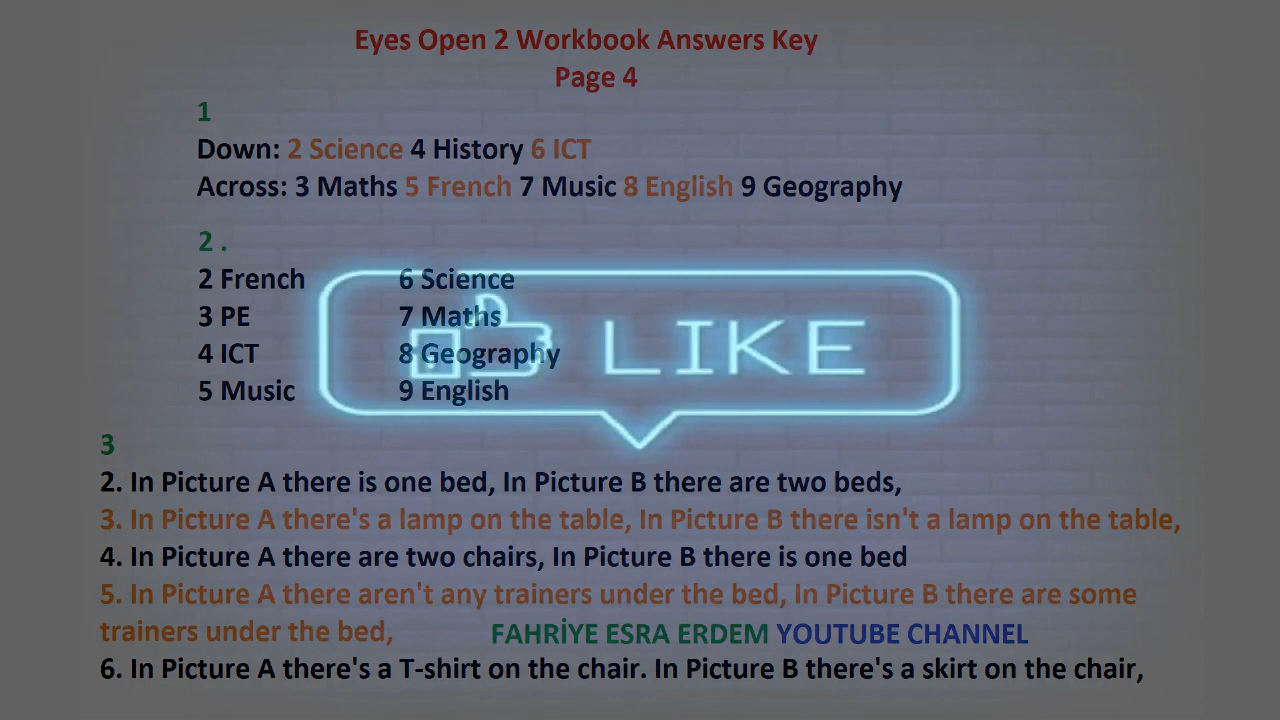 Eyes Open 2 Workbook Answers Key
Page 4
1
Down: 2 Science 4 History 6 ICT
Across: 3 Maths 5 French 7 Music 8 English 9 Geography
2 .
2 French 6 Science
3 PE 7 Maths
4 ICT 8 Geography
5 Music 9 English
LIKE
3
2. In Picture A there is one bed, In Picture B there are two beds,
3. In Picture A there's a lamp on the table, In Picture B there isn't a lamp on the table,
4. In Picture A there are two chairs, In Picture B there is one bed
5. In Picture A there aren't any trainers under the bed, In Picture B there are some
trainers under the bed, FAHRİYE ESRA ERDEM YOUTUBE CHANNEL
6. In Picture A there's a T-shirt on the chair. In Picture B there's a skirt on the chair,